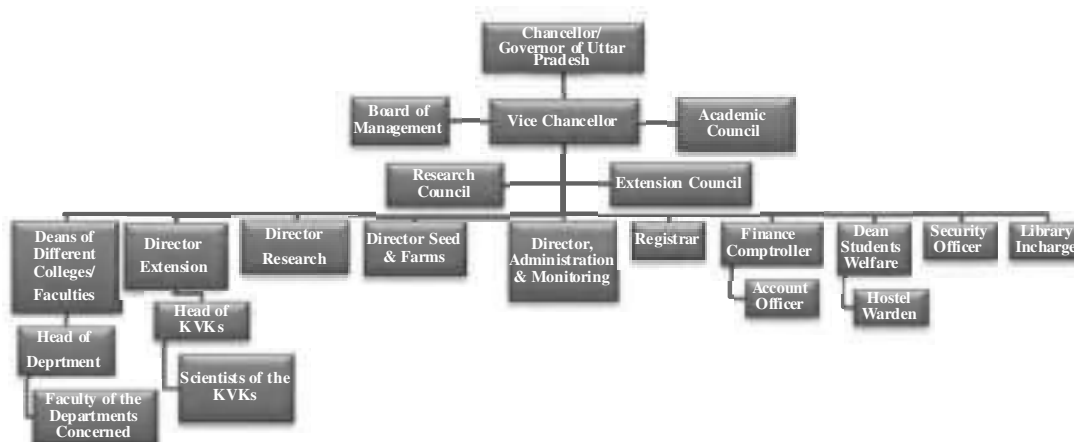 Chancellor/
Governor of Uttar
Pradesh
Board of
Management
Vice Chancellor
Academic
Council
Research
Council
Extension Council
Deans of
Different
Colleges/
Faculties
Director
Extension
Director
Research
Director Seed
& Farms
Director,
Administration
& Monitoring
Registrar
Finance
Comptroller
Dean
Students
Welfare
Security
Officer
Library
Incharge
Head of
Deprtment
Head of
KVKs
Account
Officer
Hostel
Warden
Faculty of the
Departments
Concerned
Scientists of the
KVKs